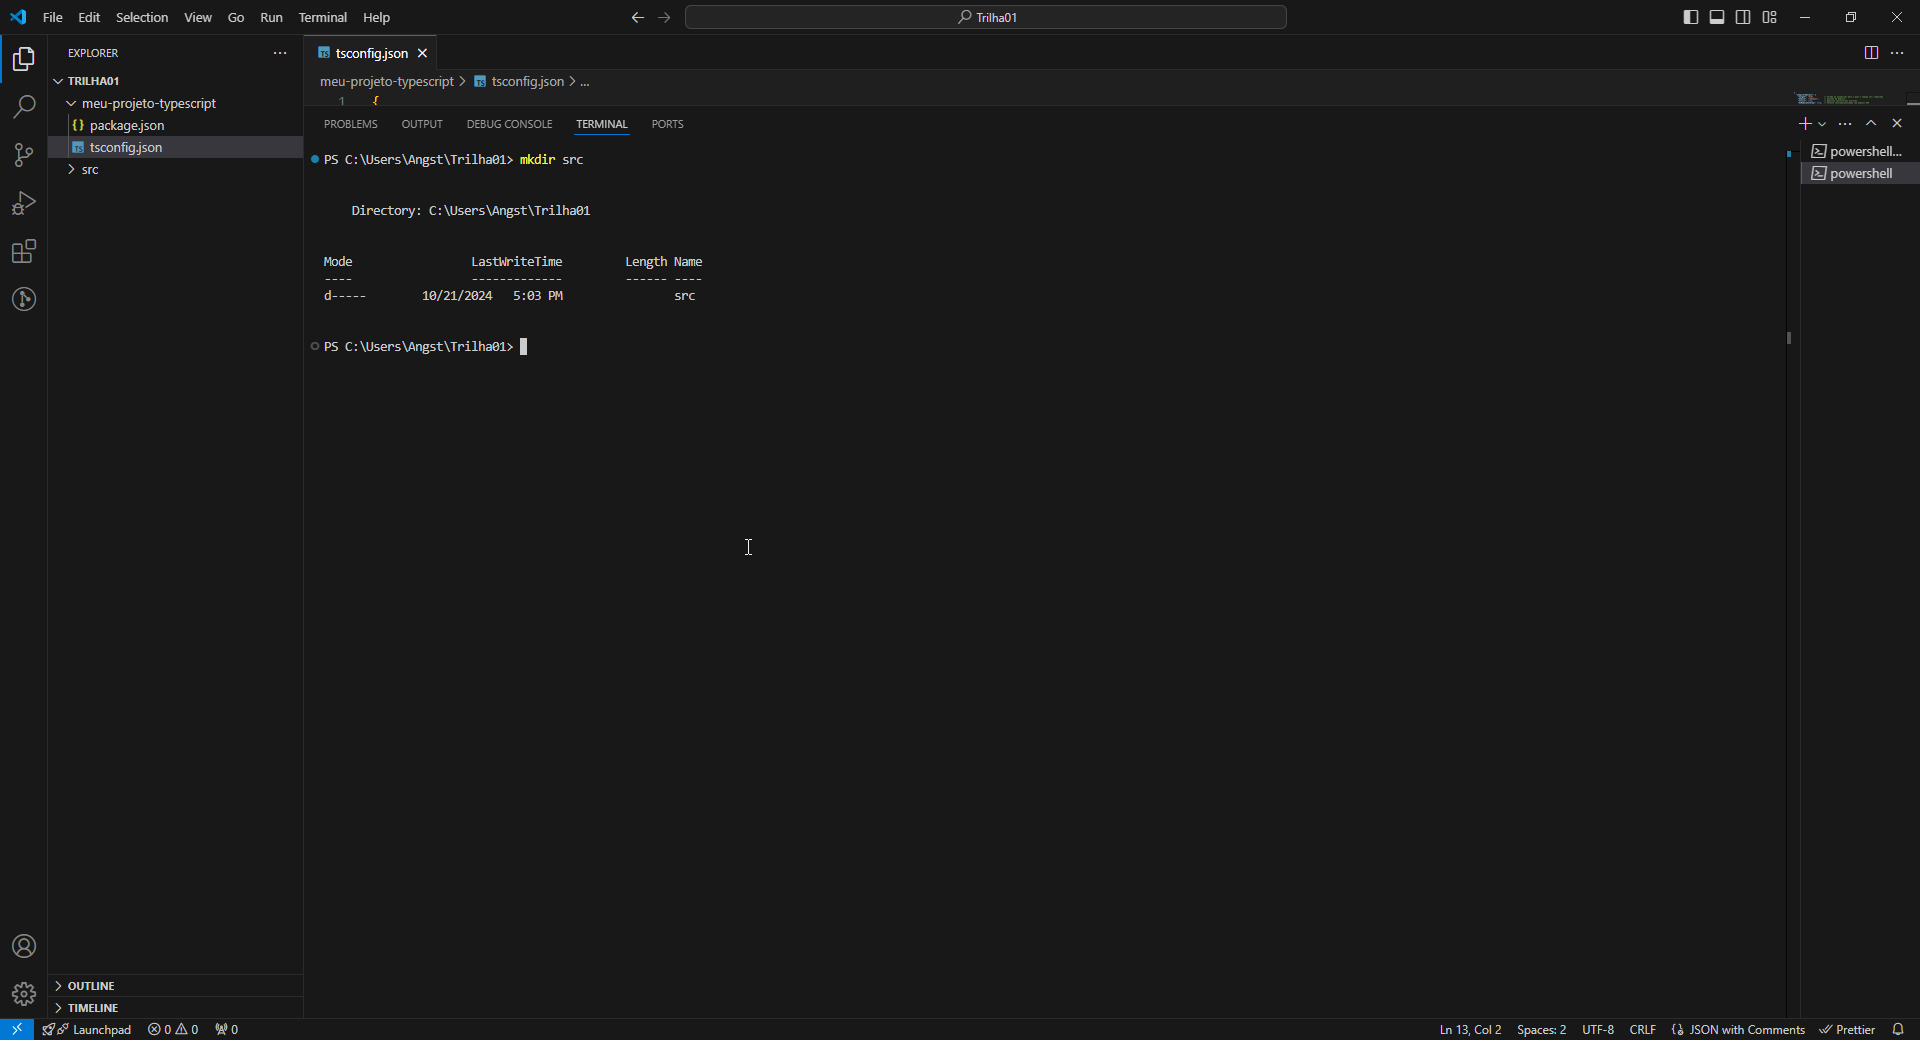 File Edit Selection View Go Run Terminal Help
Trilha01
EXPLORER
TRILHA01
meu-projeto-typescript
package.json
tsconfig.json
src
OUTLINE
TIMELINE
tsconfig.json
meu-projeto-typescript > tsconfig.json > ...
1 {
PROBLEMS OUTPUT DEBUG CONSOLE TERMINAL PORTS
PS C:\Users\Angst\Trilha01> mkdir src
Directory: C:\Users\Angst\Trilha01
Mode LastWriteTime Length Name
---- ------------- ------ ----
d----- 10/21/2024 5:03 PM src
PS C:\Users\Angst\Trilha01>
powershell...
powershell
Launchpad 0 0 0
Ln 13, Col 2 Spaces: 2 UTF-8 CRLF JSON with Comments Prettier